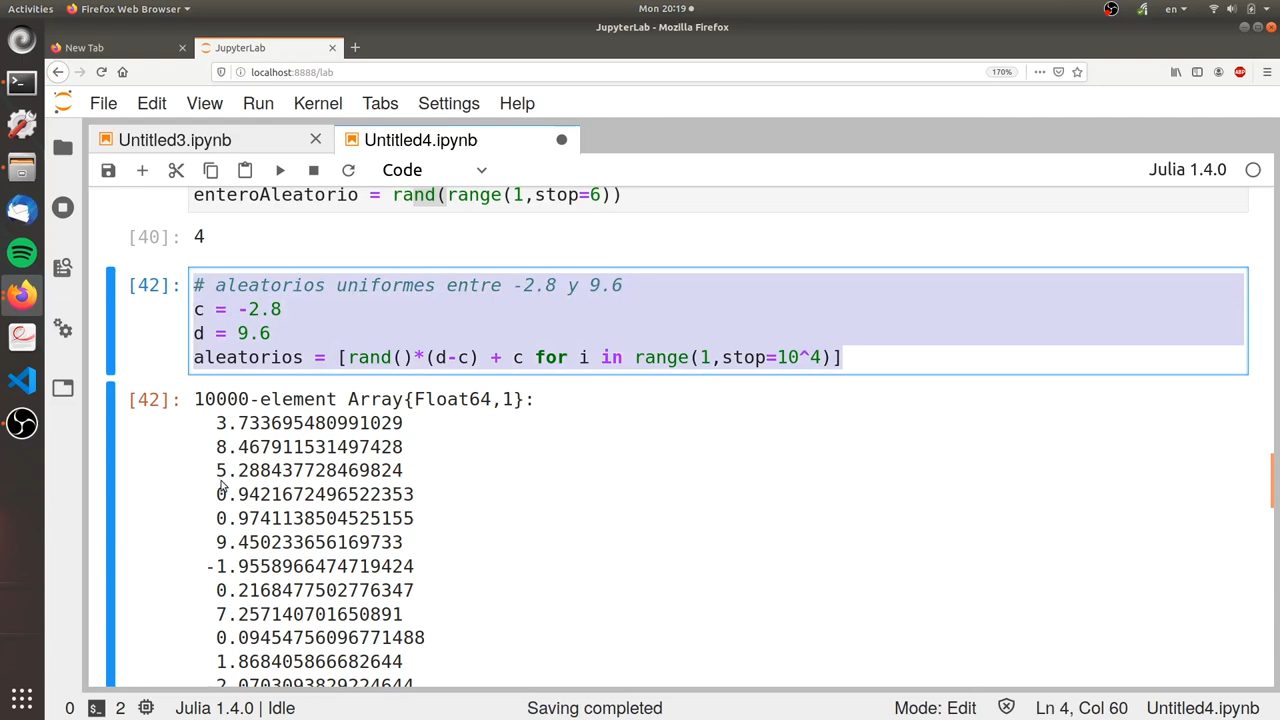 Activities Firefox Web Browser Mon 20:19 en
JupyterLab - Mozilla Firefox
New Tab JupyterLab
localhost:8888/lab 170% ABP
File Edit View Run Kernel Tabs Settings Help
Untitled3.ipynb Untitled4.ipynb
Code Julia 1.4.0
enteroAleatorio = rand(range(1,stop=6))
[40]: 4
[42]: # aleatorios uniformes entre -2.8 y 9.6
c = -2.8
d = 9.6
aleatorios = [rand()*(d-c) + c for i in range(1,stop=10^4)]
[42]: 10000-element Array{Float64,1}:
3.733695480991029
8.467911531497428
5.288437728469824
0.9421672496522353
0.9741138504525155
9.450233656169733
-1.9558966474719424
0.2168477502776347
7.257140701650891
0.09454756096771488
1.868405866682644
2.0703093829224644
0 2 Julia 1.4.0 | Idle Saving completed Mode: Edit Ln 4, Col 60 Untitled4.ipynb